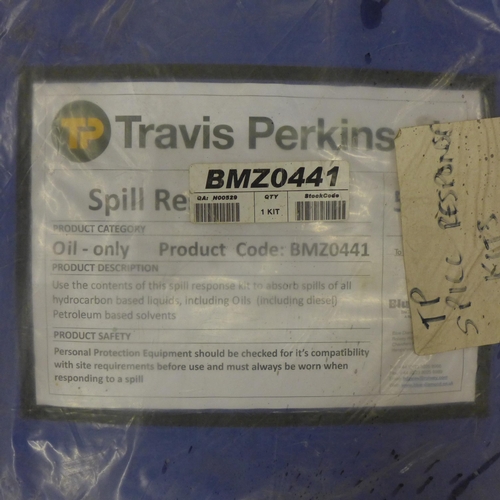 TP Travis Perkins
BMZ0441
QA: H00529 QTY StockCode
1 KIT
Spill Re
PRODUCT CATEGORY
Oil - only Product Code: BMZ0441
PRODUCT DESCRIPTION
Use the contents of this spill response kit to absorb spills of all
hydrocarbon based liquids, including Oils (including diesel)
Petroleum based solvents
PRODUCT SAFETY
Personal Protection Equipment should be checked for it's compatibility
with site requirements before use and must always be worn when
responding to a spill
TP
SPILL RESPONSE
KITS